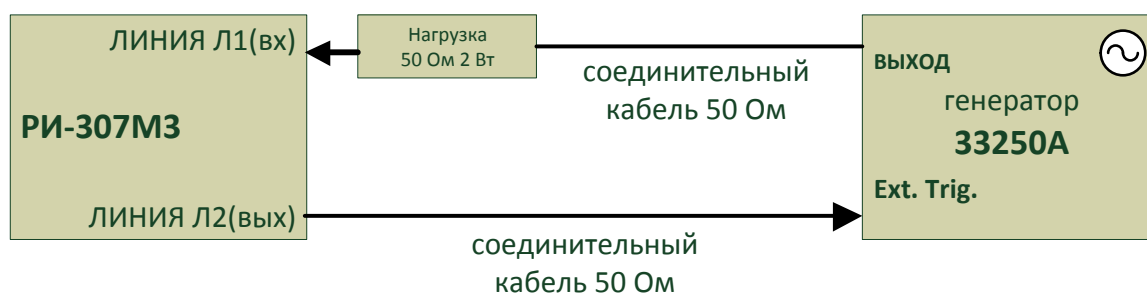 ЛИНИЯ Л1(вх)
Нагрузка
50 Ом 2 Вт
соединительный
кабель 50 Ом
ВЫХОД
генератор
33250А
Ext. Trig.
РИ-307М3
ЛИНИЯ Л2(вых)
соединительный
кабель 50 Ом